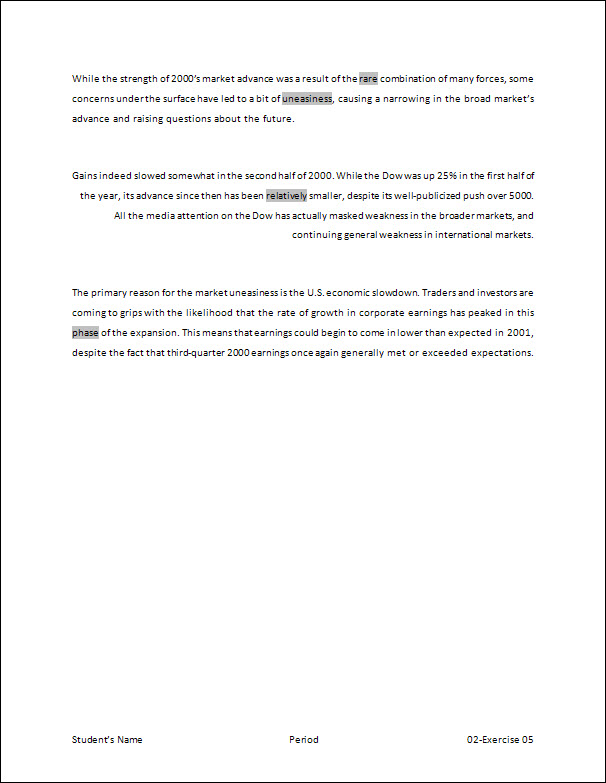 While the strength of 2000’s market advance was a result of the rare combination of many forces, some
concerns under the surface have led to a bit of uneasiness, causing a narrowing in the broad market’s
advance and raising questions about the future.
Gains indeed slowed somewhat in the second half of 2000. While the Dow was up 25% in the first half of
the year, its advance since then has been relatively smaller, despite its well-publicized push over 5000.
All the media attention on the Dow has actually masked weakness in the broader markets, and
continuing general weakness in international markets.
The primary reason for the market uneasiness is the U.S. economic slowdown. Traders and investors are
coming to grips with the likelihood that the rate of growth in corporate earnings has peaked in this
phase of the expansion. This means that earnings could begin to come in lower than expected in 2001,
despite the fact that third-quarter 2000 earnings once again generally met or exceeded expectations.
Student’s Name Period 02-Exercise 05